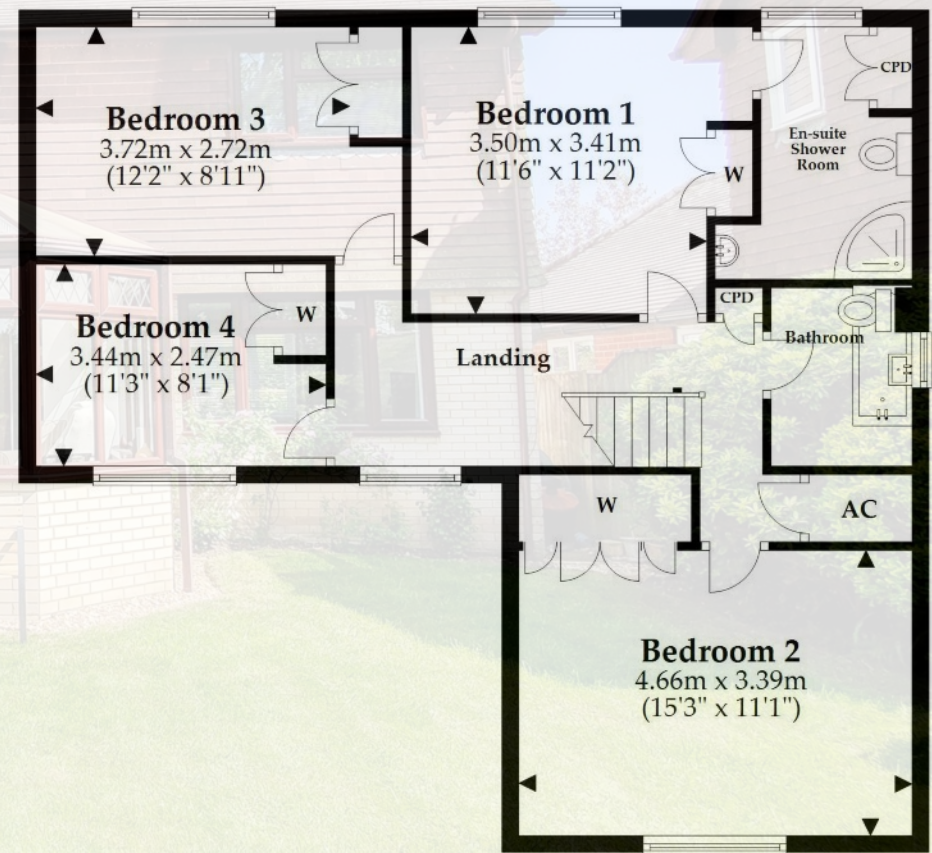 Bedroom 3
3.72m x 2.72m
(12'2" x 8'11")
Bedroom 1
3.50m x 3.41m
(11'6" x 11'2")
W
CPD
En-suite
Shower
Room
Bedroom 4
3.44m x 2.47m
(11'3" x 8'1")
W
Landing
CPD
Bathroom
W
AC
Bedroom 2
4.66m x 3.39m
(15'3" x 11'1")